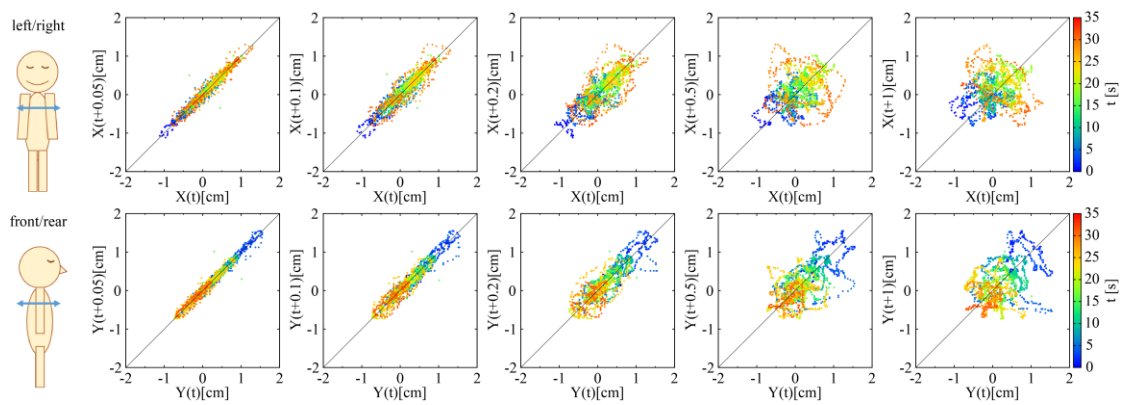 left/right
2
1
0
-1
-2
X(t+0.05)[cm]
-2 -1 0 1 2
X(t)[cm]
2
1
0
-1
-2
X(t+0.1)[cm]
-2 -1 0 1 2
X(t)[cm]
2
1
0
-1
-2
X(t+0.2)[cm]
-2 -1 0 1 2
X(t)[cm]
2
1
0
-1
-2
X(t+0.5)[cm]
-2 -1 0 1 2
X(t)[cm]
2
1
0
-1
-2
X(t+1)[cm]
-2 -1 0 1 2
X(t)[cm]
35
30
25
20
15
10
5
0
t [s]
front/rear
2
1
0
-1
-2
Y(t+0.05)[cm]
-2 -1 0 1 2
Y(t)[cm]
2
1
0
-1
-2
Y(t+0.1)[cm]
-2 -1 0 1 2
Y(t)[cm]
2
1
0
-1
-2
Y(t+0.2)[cm]
-2 -1 0 1 2
Y(t)[cm]
2
1
0
-1
-2
Y(t+0.5)[cm]
-2 -1 0 1 2
Y(t)[cm]
2
1
0
-1
-2
Y(t+1)[cm]
-2 -1 0 1 2
Y(t)[cm]
35
30
25
20
15
10
5
0
t [s]